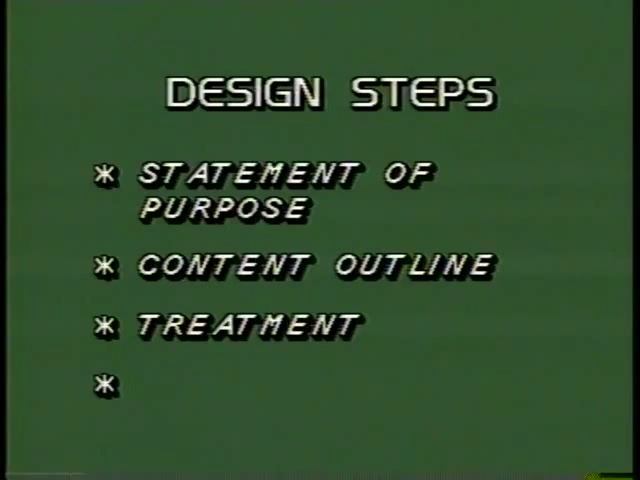 DESIGN STEPS
* STATEMENT OF
PURPOSE
* CONTENT OUTLINE
* TREATMENT
*